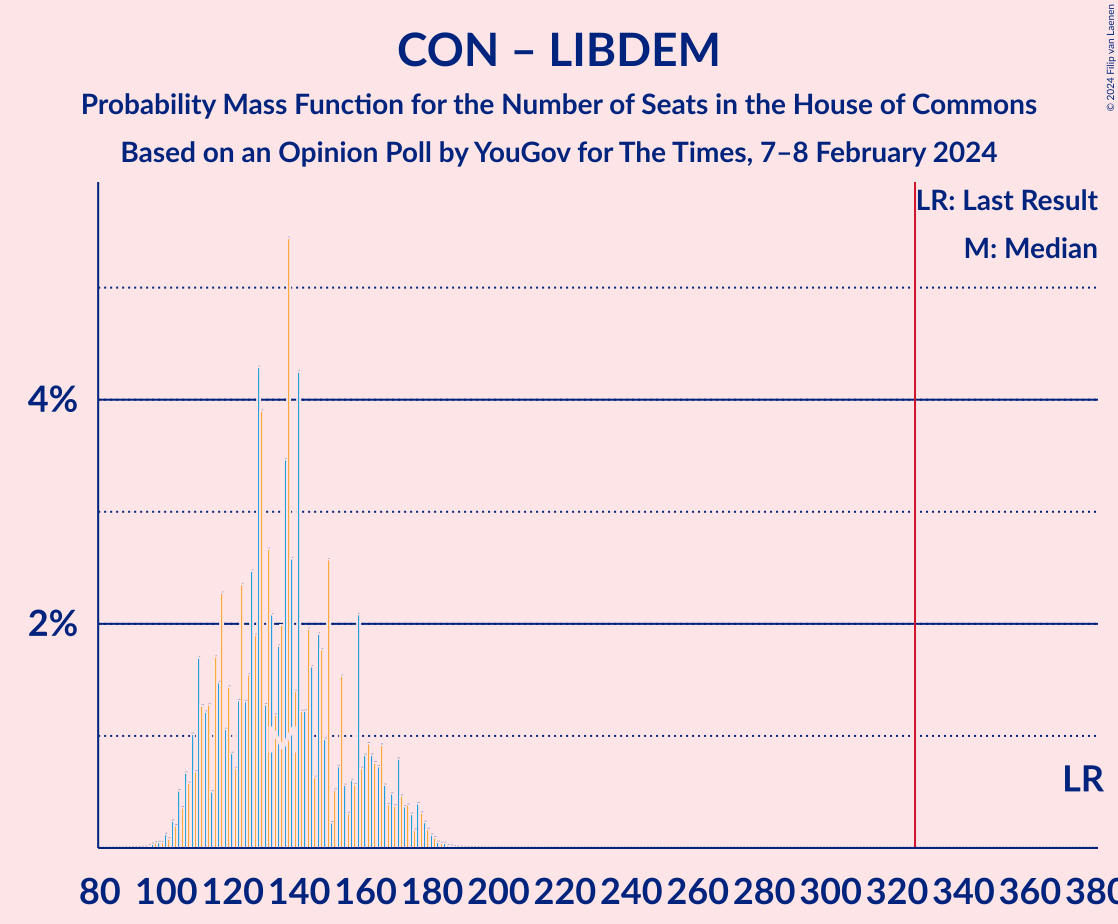 CON – LIBDEM
Probability Mass Function for the Number of Seats in the House of Commons
Based on an Opinion Poll by YouGov for The Times, 7–8 February 2024
© 2024 Filip van Laenen
LR: Last Result
M: Median
4%
2%
LR
80 100 120 140 160 180 200 220 240 260 280 300 320 340 360 380